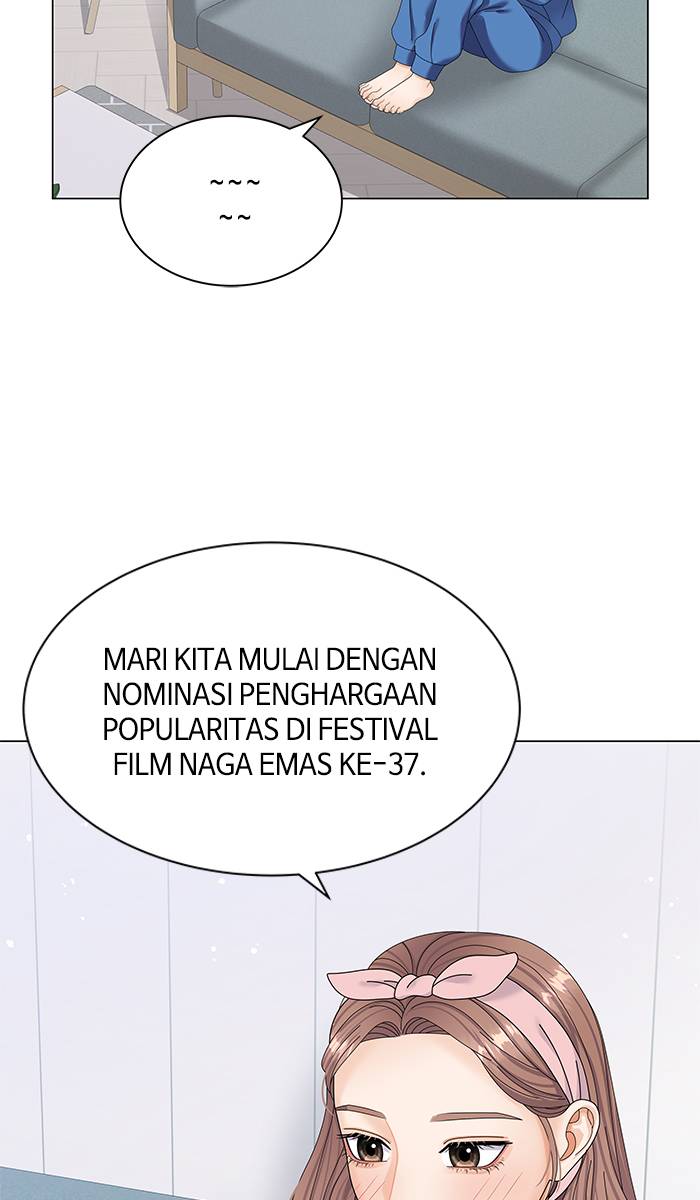 ~~~
~~
MARI KITA MULAI DENGAN
NOMINASI PENGHARGAAN
POPULARITAS DI FESTIVAL
FILM NAGA EMAS KE-37.